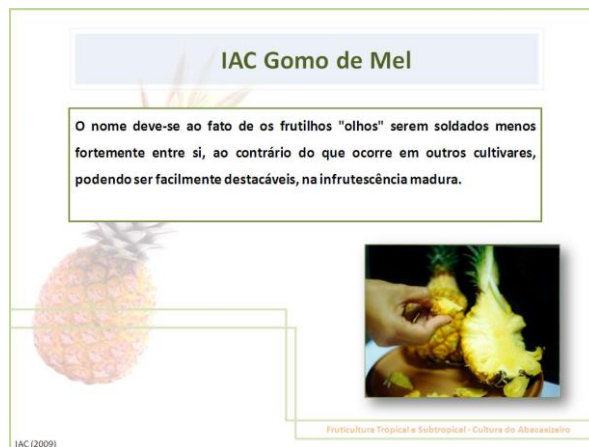 IAC Gomo de Mel
O nome deve-se ao fato de os frutilhos "olhos" serem soldados menos
fortemente entre si, ao contrário do que ocorre em outros cultivares,
podendo ser facilmente destacáveis, na infrutescência madura.
Fruticultura Tropical e Subtropical - Cultura do Abacaxizeiro
IAC (2009)